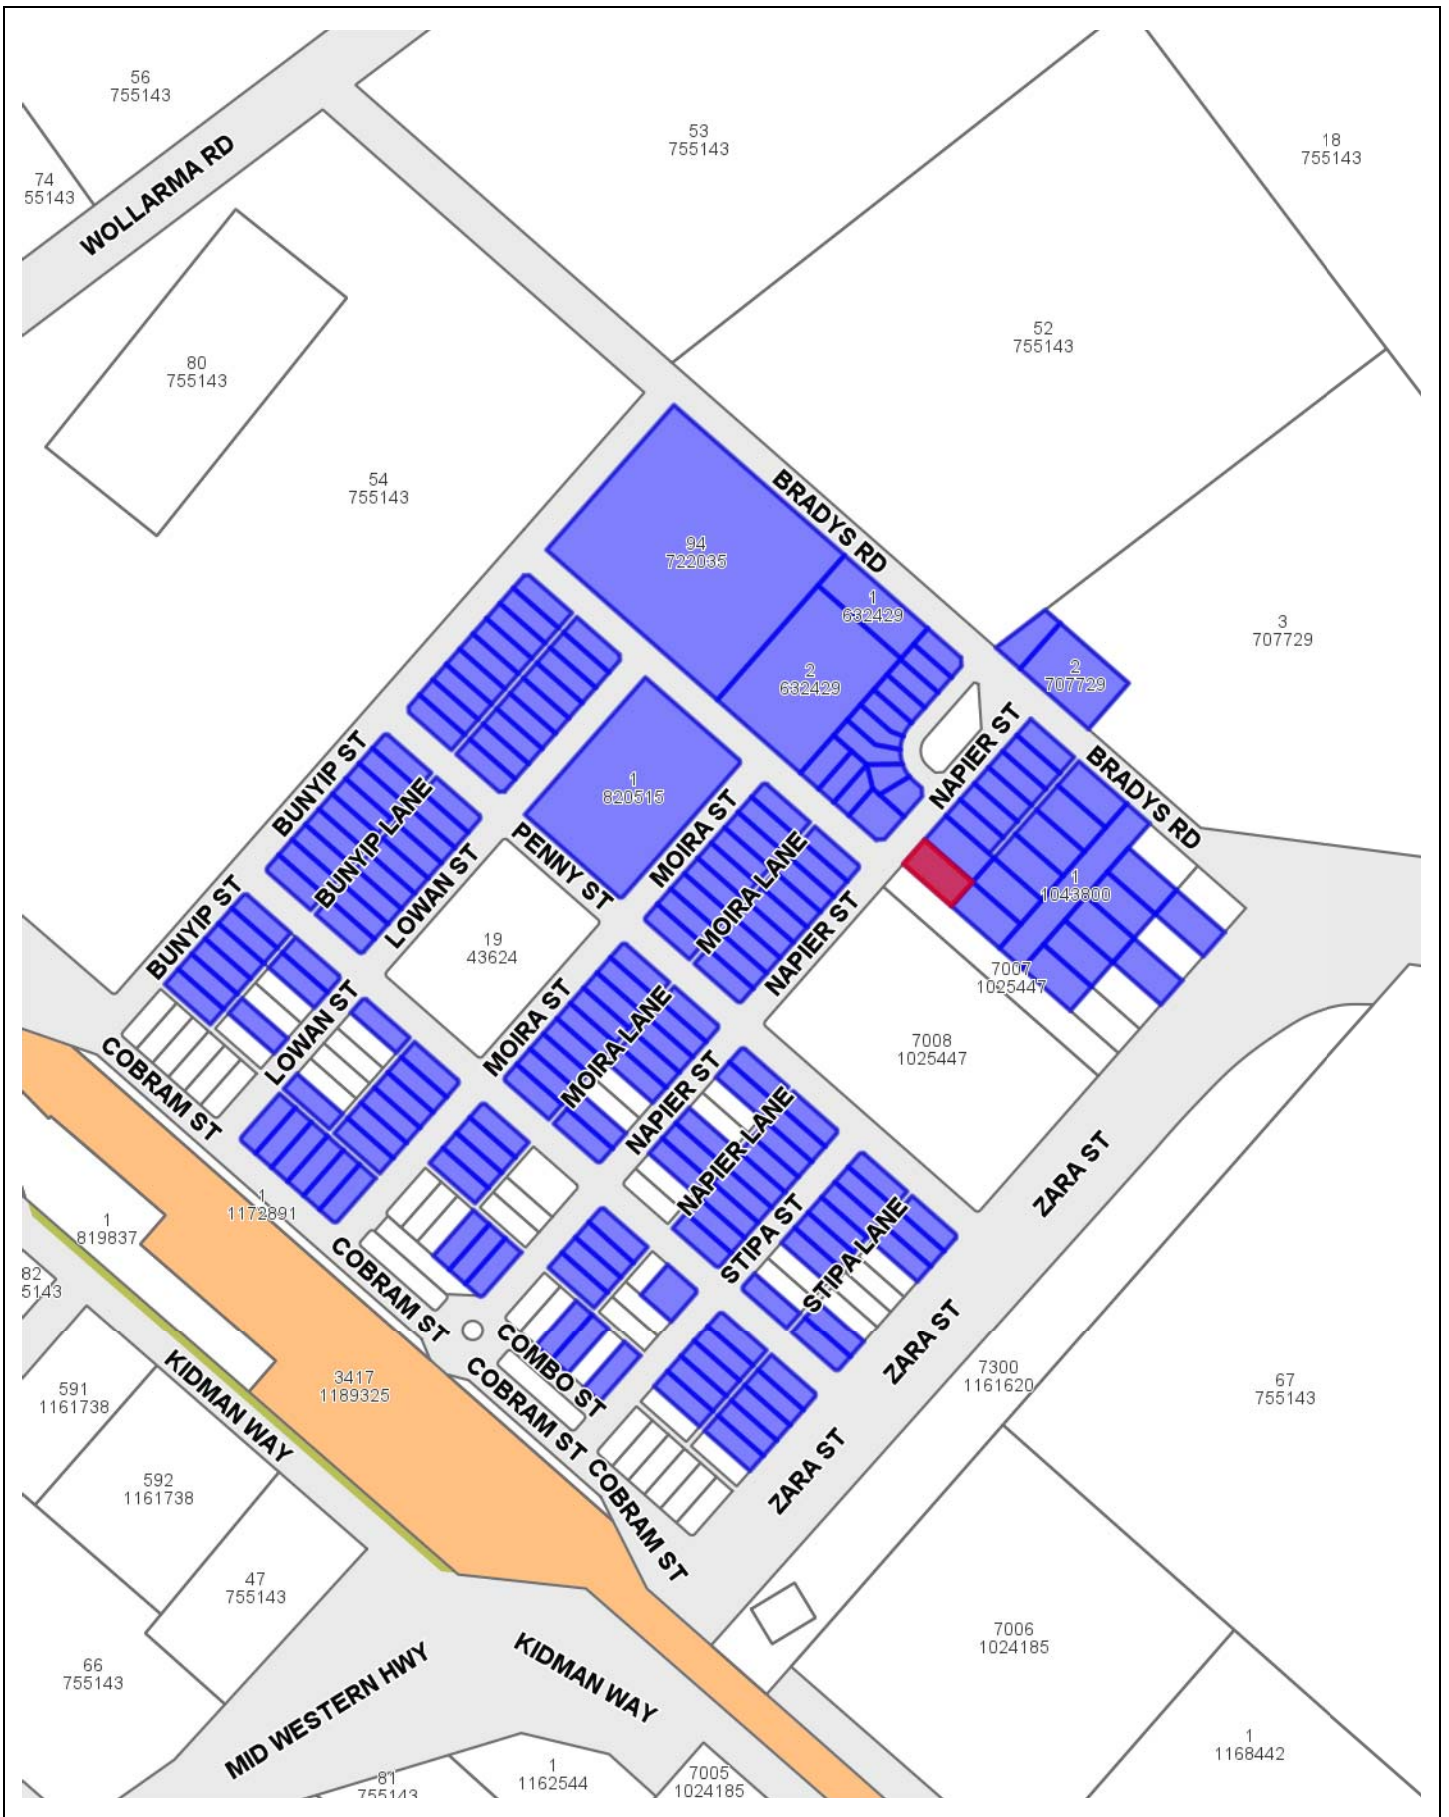 56
755143
53
755143
18
755143
74
55143
WOLLARMA RD
52
755143
80
755143
54
755143
BRADYS RD
94
722035
1
632429
3
707729
2
632429
2
707729
NAPIER ST
BRADYS RD
BUNYIP ST
BUNYIP LANE
1
820515
MOIRA ST
PENNY ST
MOIRA LANE
LOWAN ST
1
1043800
BUNYIP ST
19
43624
NAPIER ST
7007
1025447
LOWAN ST
MOIRA ST
MOIRA LANE
7008
1025447
COBRAM ST
NAPIER ST
NAPIER LANE
ZARA ST
1
1172891
1
819837
STIPA ST
STIPA LANE
82
5143
COBRAM ST
ZARA ST
COMBO ST
7300
1161620
67
755143
3417
1189325
591
1161738
KIDMAN WAY
COBRAM ST
ZARA ST
592
1161738
COBRAM ST
47
755143
7006
1024185
66
755143
MID WESTERN HWY
KIDMAN WAY
1
1168442
81
755143
1
1162544
7005
1024185